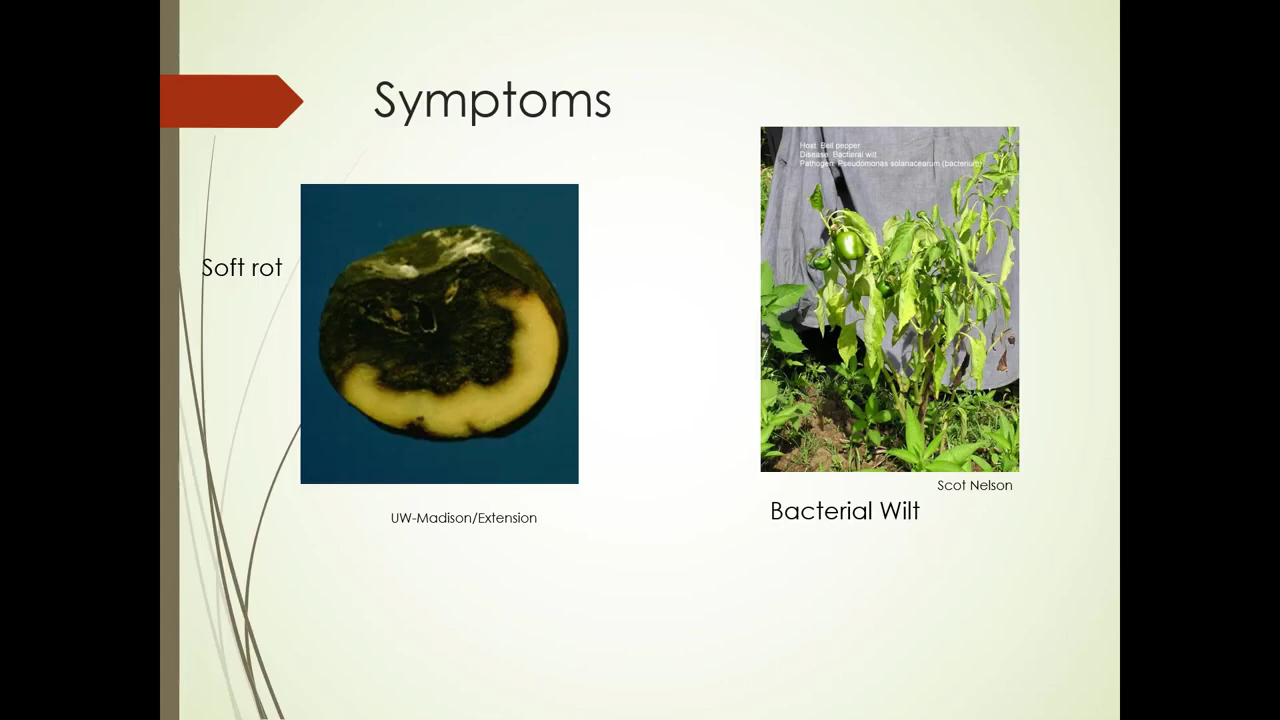 Symptoms
Host: Bell pepper
Disease: Bacterial wilt
Pathogen: Pseudomonas solanacearum (bacterium)
Soft rot
Scot Nelson
Bacterial Wilt
UW-Madison/Extension